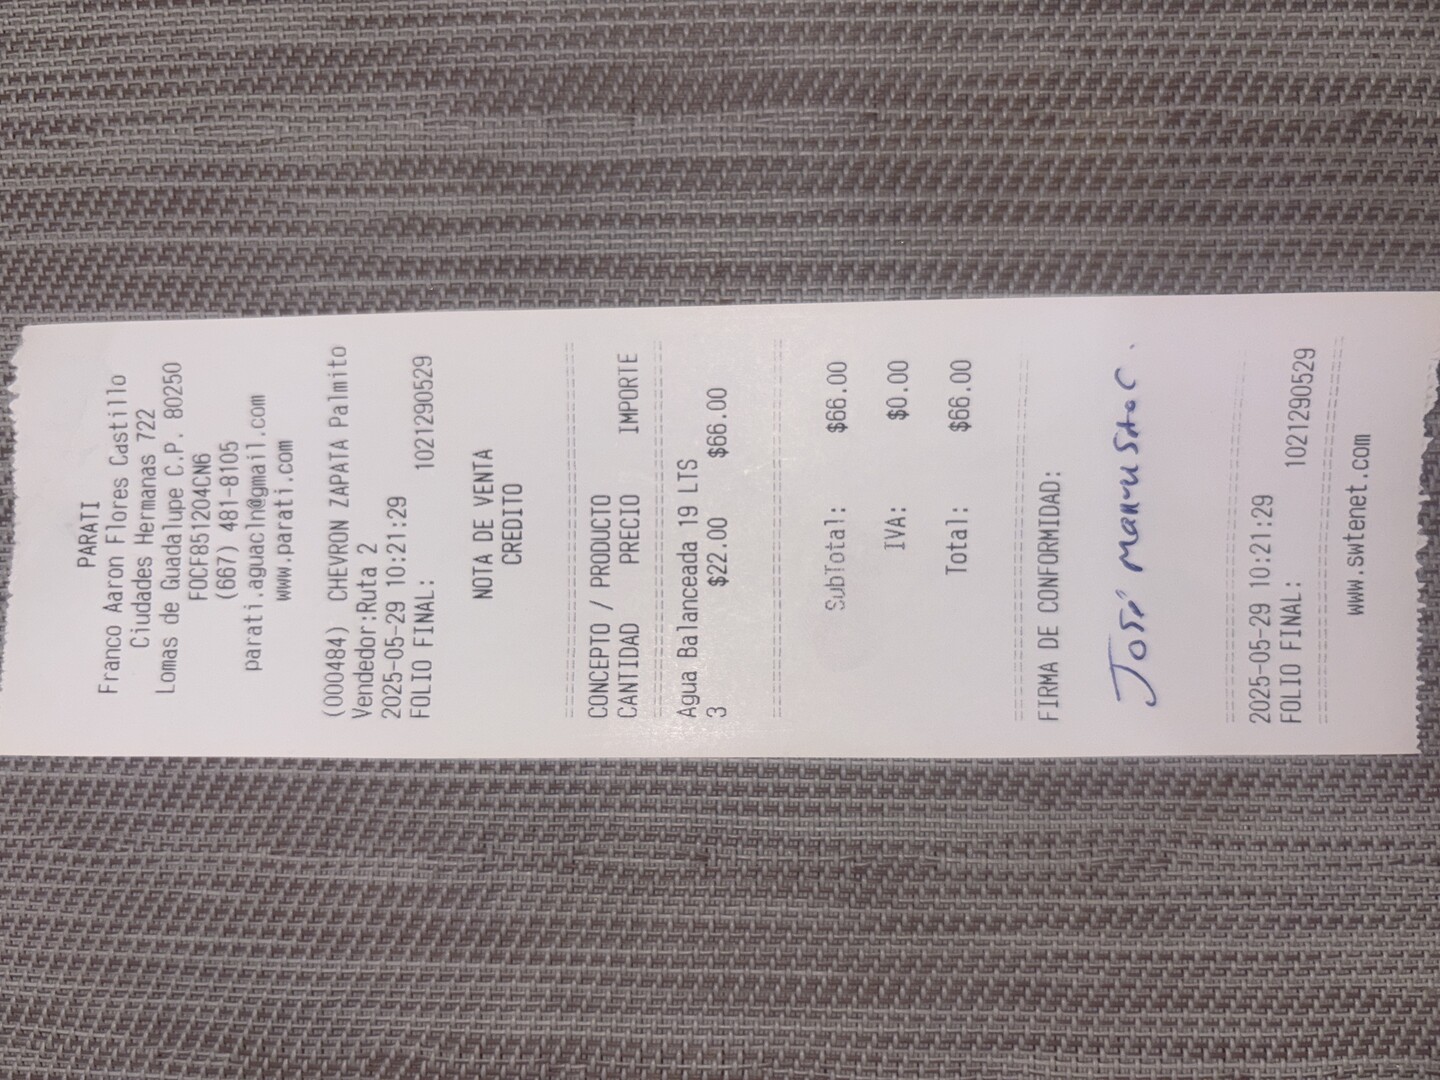 PARATI
Franco Aaron Flores Castillo
Ciudades Hermanas 722
Lomas de Guadalupe C.P. 80250
FOCF851204CN6
(667) 481-8105
parati.aguacln@gmail.com
www.parati.com
(000484) CHEVRON ZAPATA Palmito
Vendedor:Ruta 2
2025-05-29 10:21:29
FOLIO FINAL: 1021290529
NOTA DE VENTA
CREDITO
CONCEPTO / PRODUCTO
CANTIDAD PRECIO IMPORTE
Agua Balanceada 19 LTS
3 $22.00 $66.00
SubTotal: $66.00
IVA: $0.00
Total: $66.00
FIRMA DE CONFORMIDAD:
José
2025-05-29 10:21:29
FOLIO FINAL: 1021290529
www.swtenet.com